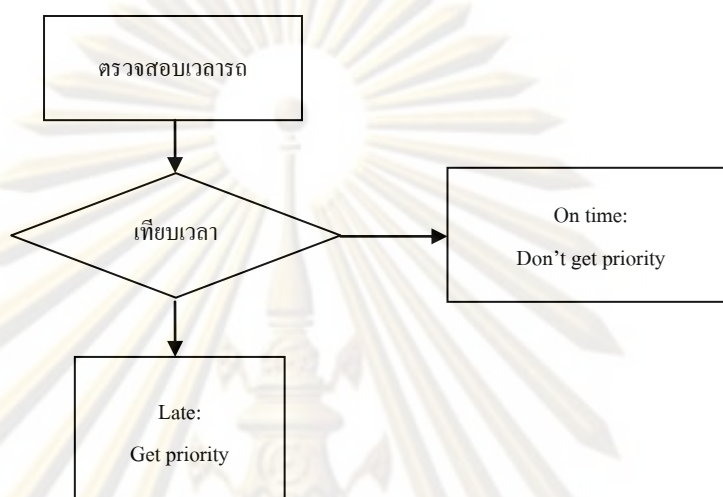 ตรวจสอบเวลารถ
เทียบเวลา
On time:
Don’t get priority
Late:
Get priority